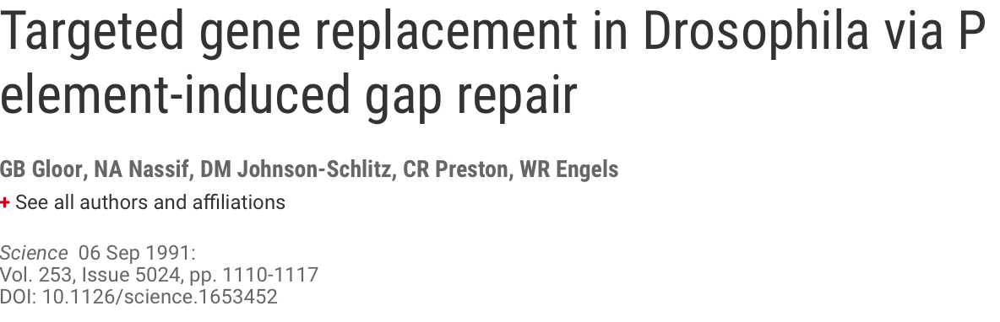 Targeted gene replacement in Drosophila via P
element-induced gap repair
GB Gloor, NA Nassif, DM Johnson-Schlitz, CR Preston, WR Engels
+ See all authors and affiliations
Science 06 Sep 1991:
Vol. 253, Issue 5024, pp. 1110-1117
DOI: 10.1126/science.1653452